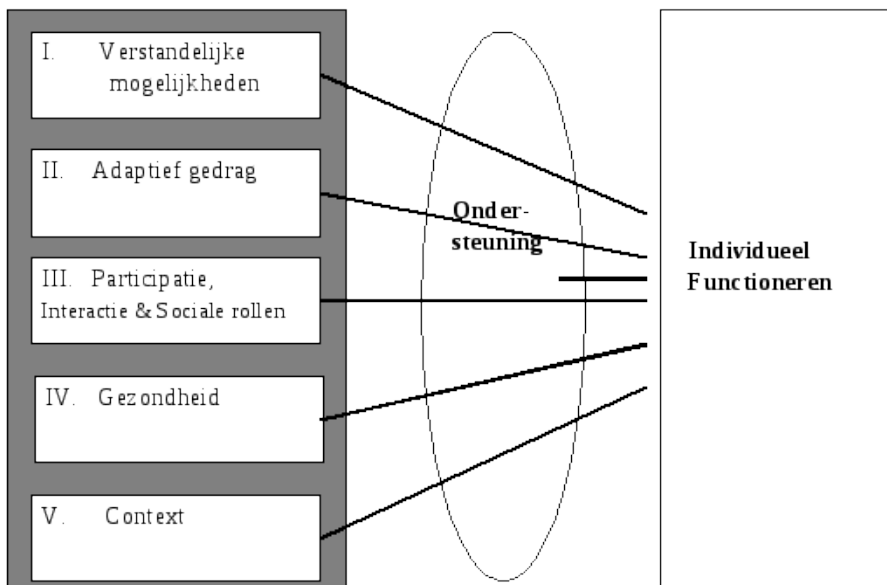 I. Verstandelijke
mogelijkheden
II. Adaptief gedrag
III. Participatie,
Interactie & Sociale rollen
IV. Gezondheid
V. Context
Onder-
steuning
Individueel
Functioneren